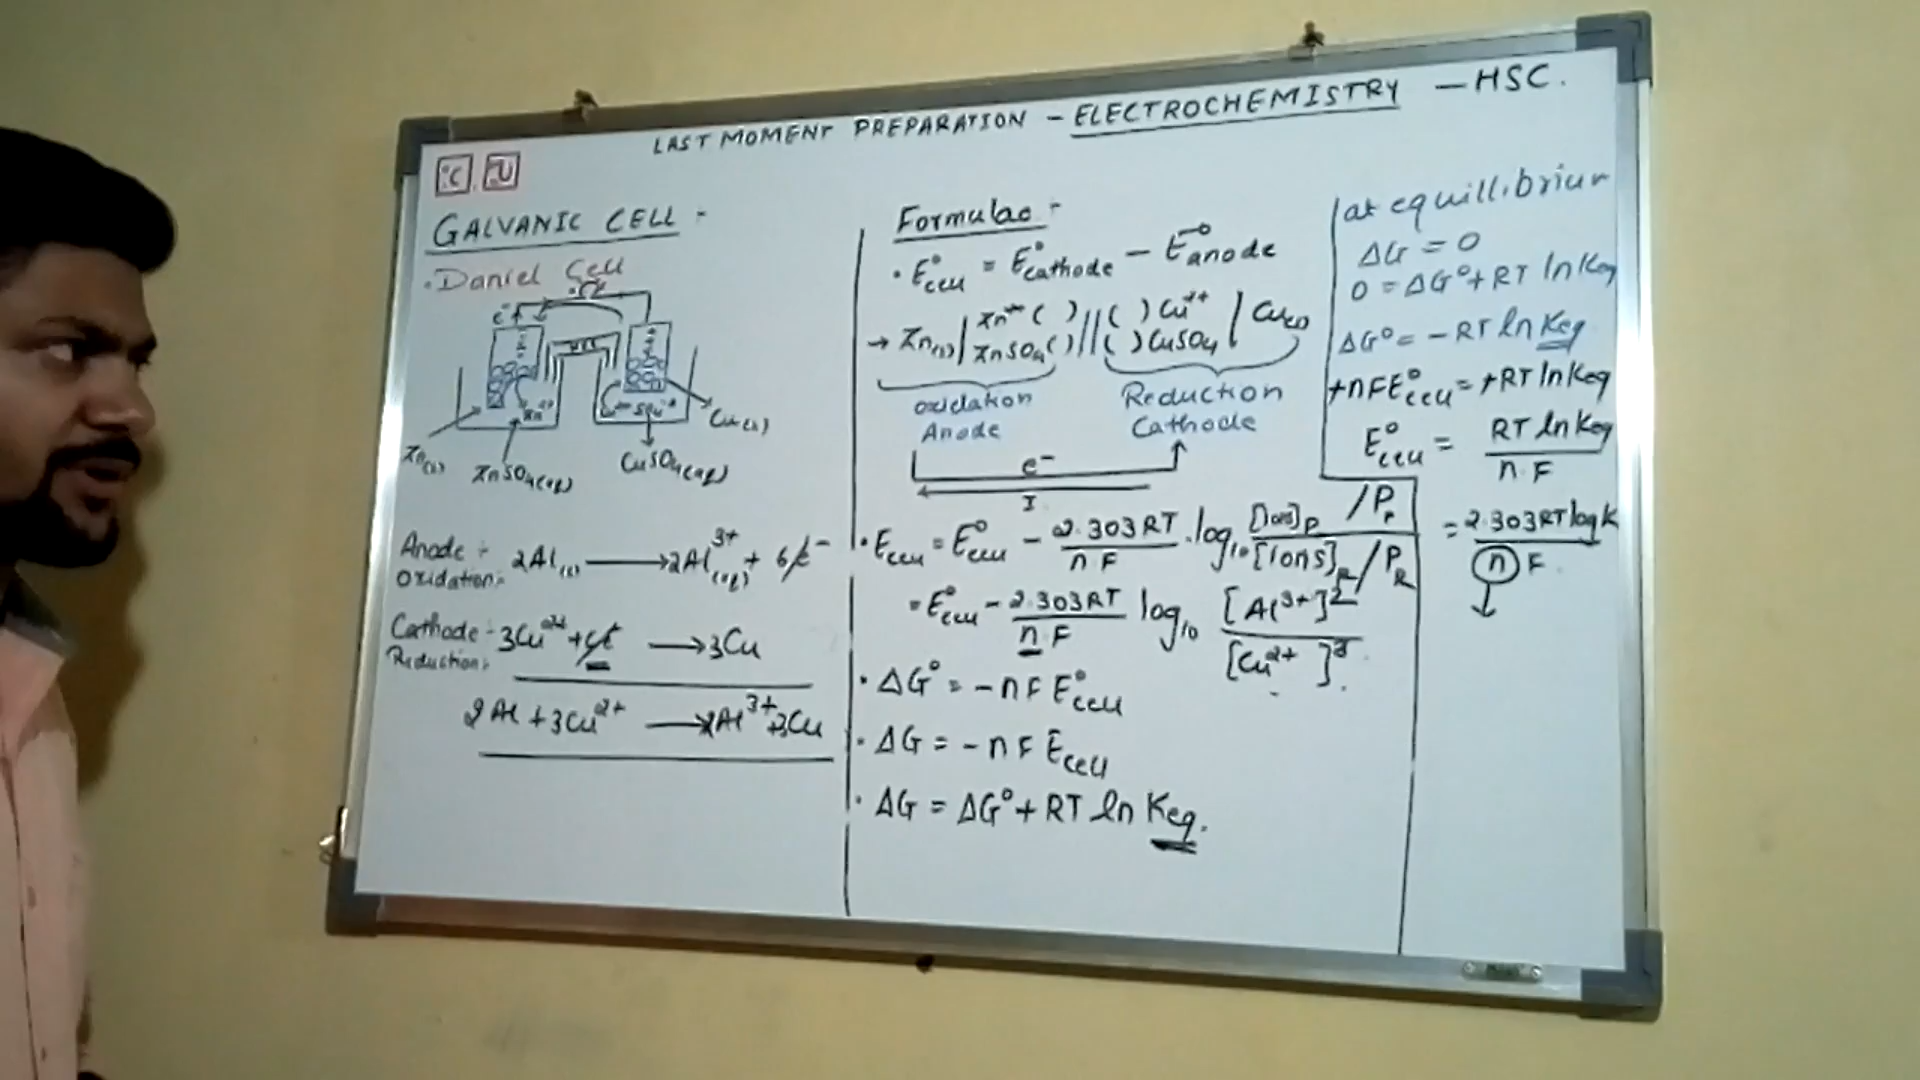 LAST MOMENT PREPARATION - ELECTROCHEMISTRY - HSC.
C. U
GALVANIC CELL -
• Daniel Cell
e⁻
Zn²⁺
Zn(s)
ZnSO₄(aq)
CuSO₄(aq)
Cu(s)
Anode :- 2Al(s) ⟶ 2Al³⁺(aq) + 6e⁻
Oxidation:
Cathode - 3Cu²⁺ + 6e⁻ ⟶ 3Cu
Reduction:
2Al + 3Cu²⁺ ⟶ 2Al³⁺ + 3Cu
Formulae -
• E°cell = E°cathode - E°anode
→ Zn(s) | Zn²⁺ ( ) || ( ) Cu²⁺ | Cu(s)
ZnSO₄( ) ( ) CuSO₄
oxidation Reduction
Anode Cathode
e⁻
I
• Ecell = E°cell - 2.303RT/nF . log₁₀ [Ions]p/Pr / [Ions]R/PR
= E°cell - 2.303RT/nF log₁₀ [Al³⁺]² / [Cu²⁺]³.
• ΔG° = - nFE°cell
• ΔG = - nFEcell
• ΔG = ΔG° + RT ln Keq.
at equillibriur
ΔG = 0
0 = ΔG° + RT ln Keq
ΔG° = - RT ln Keq
+nFE°cell = +RT ln Keq
E°cell = RT ln Keq / n.F
= 2.303RT log K / n F.